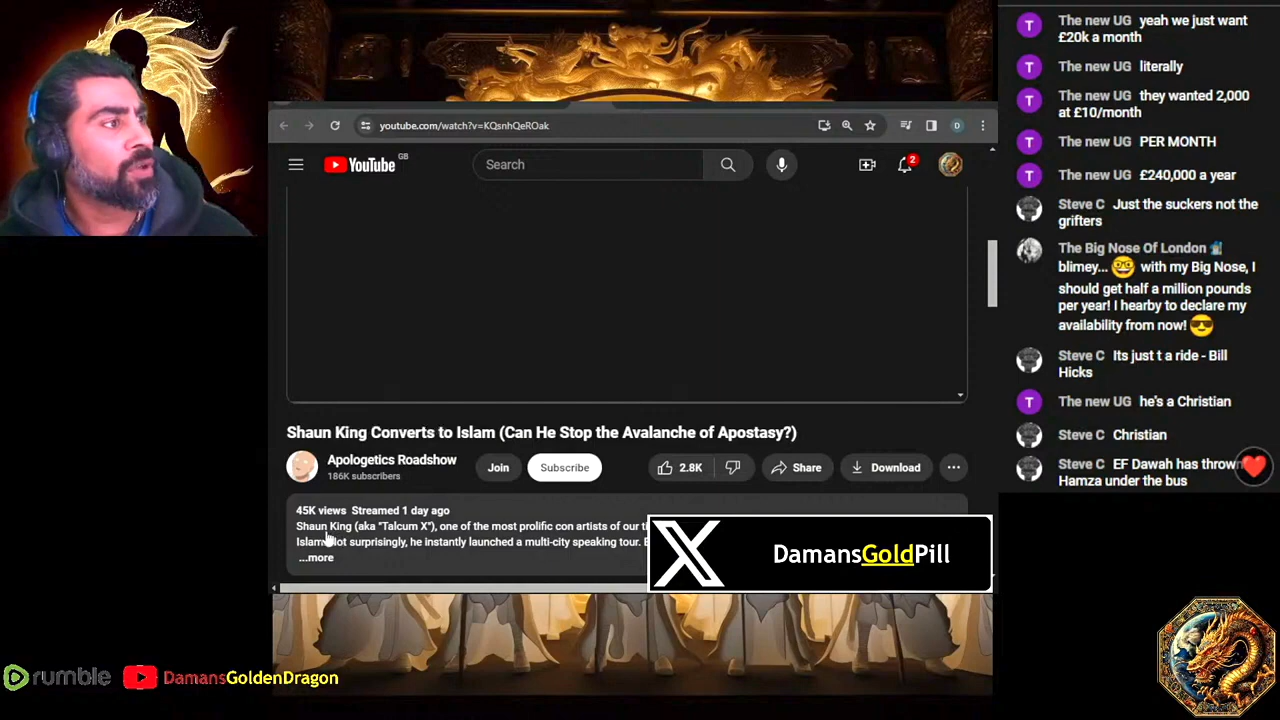 youtube.com/watch?v=KQsnhQeROak
YouTube GB
Search
2
D
Shaun King Converts to Islam (Can He Stop the Avalanche of Apostasy?)
Apologetics Roadshow
186K subscribers
Join
Subscribe
2.8K
Share
Download
45K views Streamed 1 day ago
Shaun King (aka "Talcum X"), one of the most prolific con artists of our
Islam. Not surprisingly, he instantly launched a multi-city speaking tour.
...more
DamansGoldPill
rumble
DamansGoldenDragon
T The new UG yeah we just want
£20k a month
T The new UG literally
T The new UG they wanted 2,000
at £10/month
T The new UG PER MONTH
T The new UG £240,000 a year
Steve C Just the suckers not the
grifters
The Big Nose Of London
blimey... 🤓 with my Big Nose, I
should get half a million pounds
per year! I hearby to declare my
availability from now! 😎
Steve C Its just t a ride - Bill
Hicks
T The new UG he's a Christian
Steve C Christian
Steve C EF Dawah has thrown
Hamza under the bus